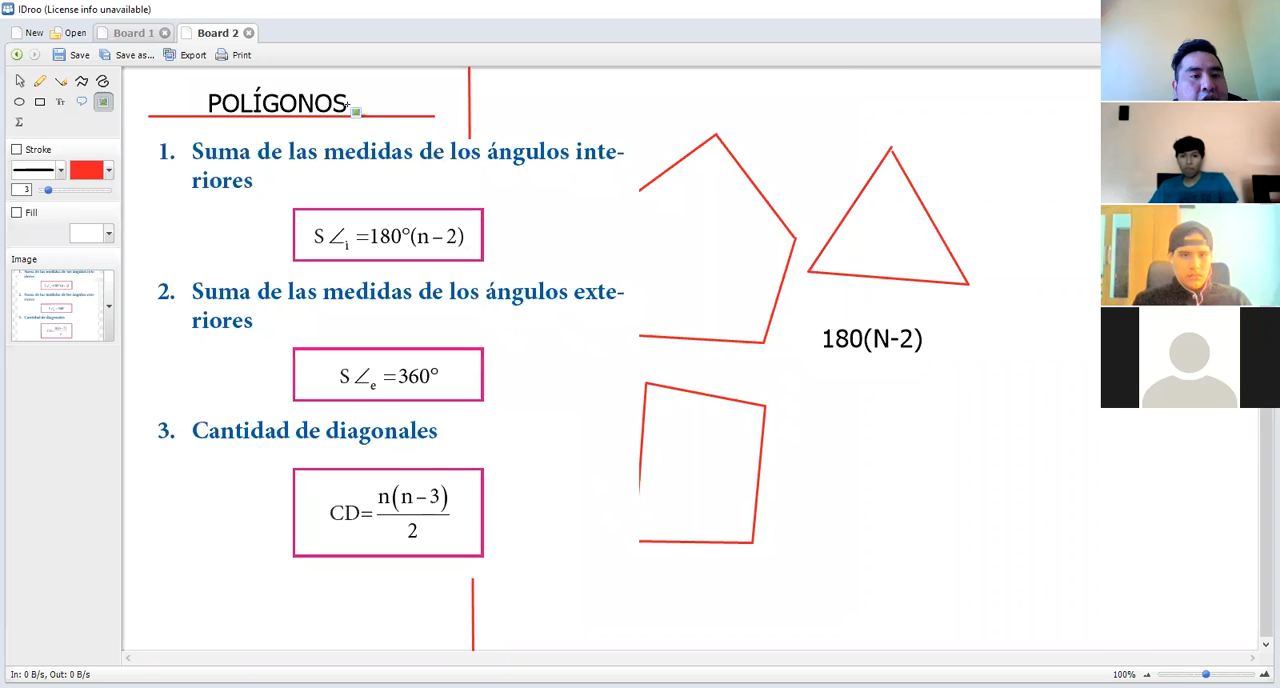 IDroo (License info unavailable)
New Open Board 1 Board 2
Save Save as... Export Print
POLÍGONOS
Tr
Σ
Stroke
3
Fill
Image
1. Suma de las medidas de los ángulos inte-
riores
S∠i =180°(n–2)
2. Suma de las medidas de los ángulos exte-
riores
S∠e =360°
3. Cantidad de diagonales
CD= n(n–3)
2
180(N-2)
In: 0 B/s, Out: 0 B/s
100%